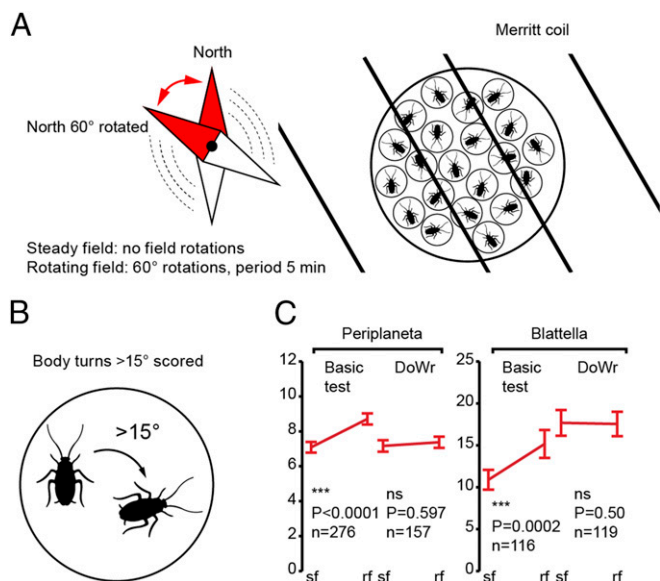 A
North
North 60° rotated
Steady field: no field rotations
Rotating field: 60° rotations, period 5 min
Merritt coil
B
Body turns >15° scored
>15°
C
Periplaneta
Basic
test
DoWr
12
10
8
6
4
2
0
***
P<0.0001
n=276
ns
P=0.597
n=157
sf
rf
sf
rf
Blattella
Basic
test
DoWr
25
20
15
10
5
0
***
P=0.0002
n=116
ns
P=0.50
n=119
sf
rf
sf
rf